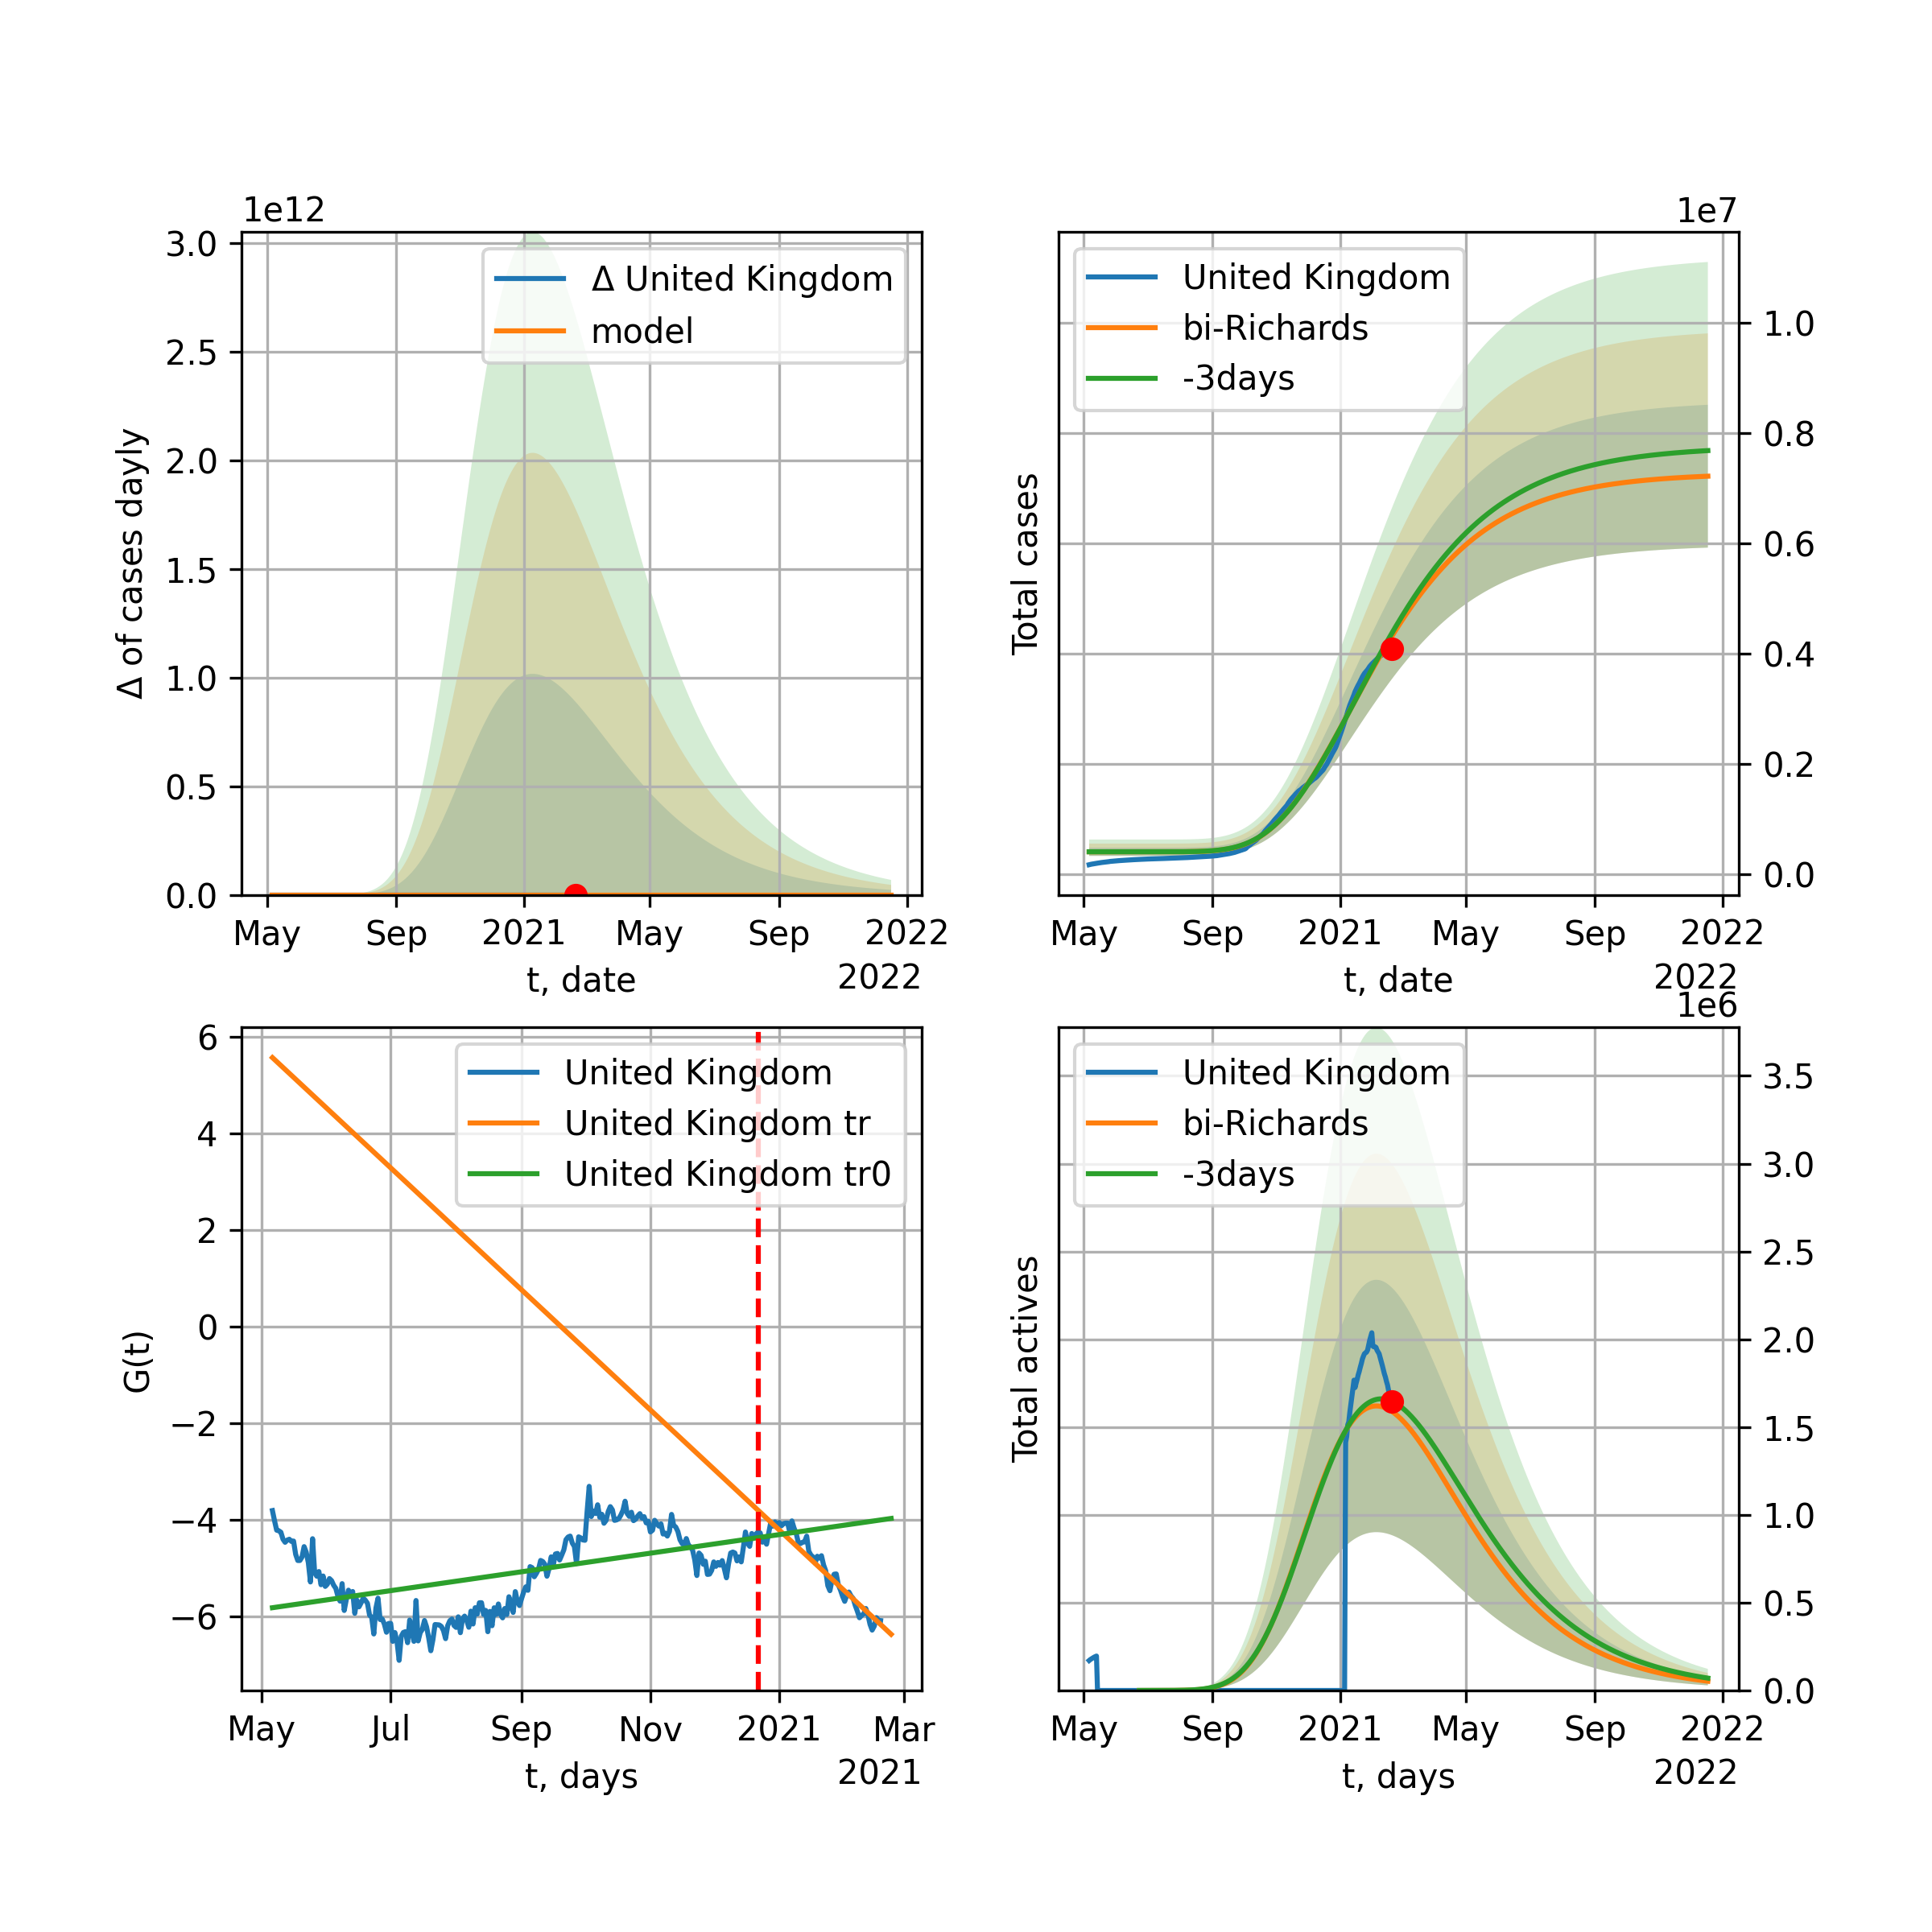 1e12
3.0
2.5
2.0
1.5
1.0
0.5
0.0
Δ of cases dayly
Δ United Kingdom
model
May Sep 2021 May Sep 2022
t, date
2022
1e7
Total cases
United Kingdom
bi-Richards
-3days
1.0
0.8
0.6
0.4
0.2
0.0
May Sep 2021 May Sep 2022
t, date
2022
6
4
2
0
−2
−4
−6
G(t)
United Kingdom
United Kingdom tr
United Kingdom tr0
May Jul Sep Nov 2021 Mar
t, days
2021
1e6
Total actives
United Kingdom
bi-Richards
-3days
3.5
3.0
2.5
2.0
1.5
1.0
0.5
0.0
May Sep 2021 May Sep 2022
t, days
2022